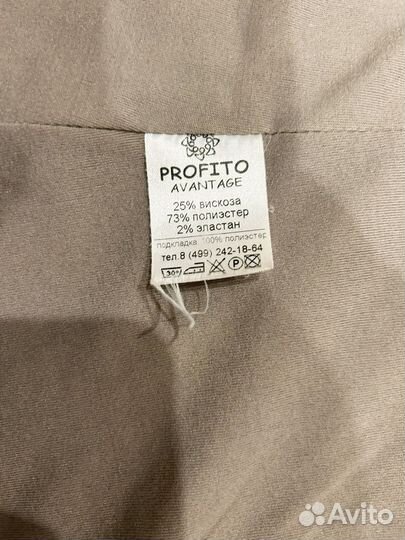 PROFITO
AVANTAGE
25% вискоза
73% полиэстер
2% эластан
подкладка 100% полиэстер
тел.8 (499) 242-18-64
30° P
Avito